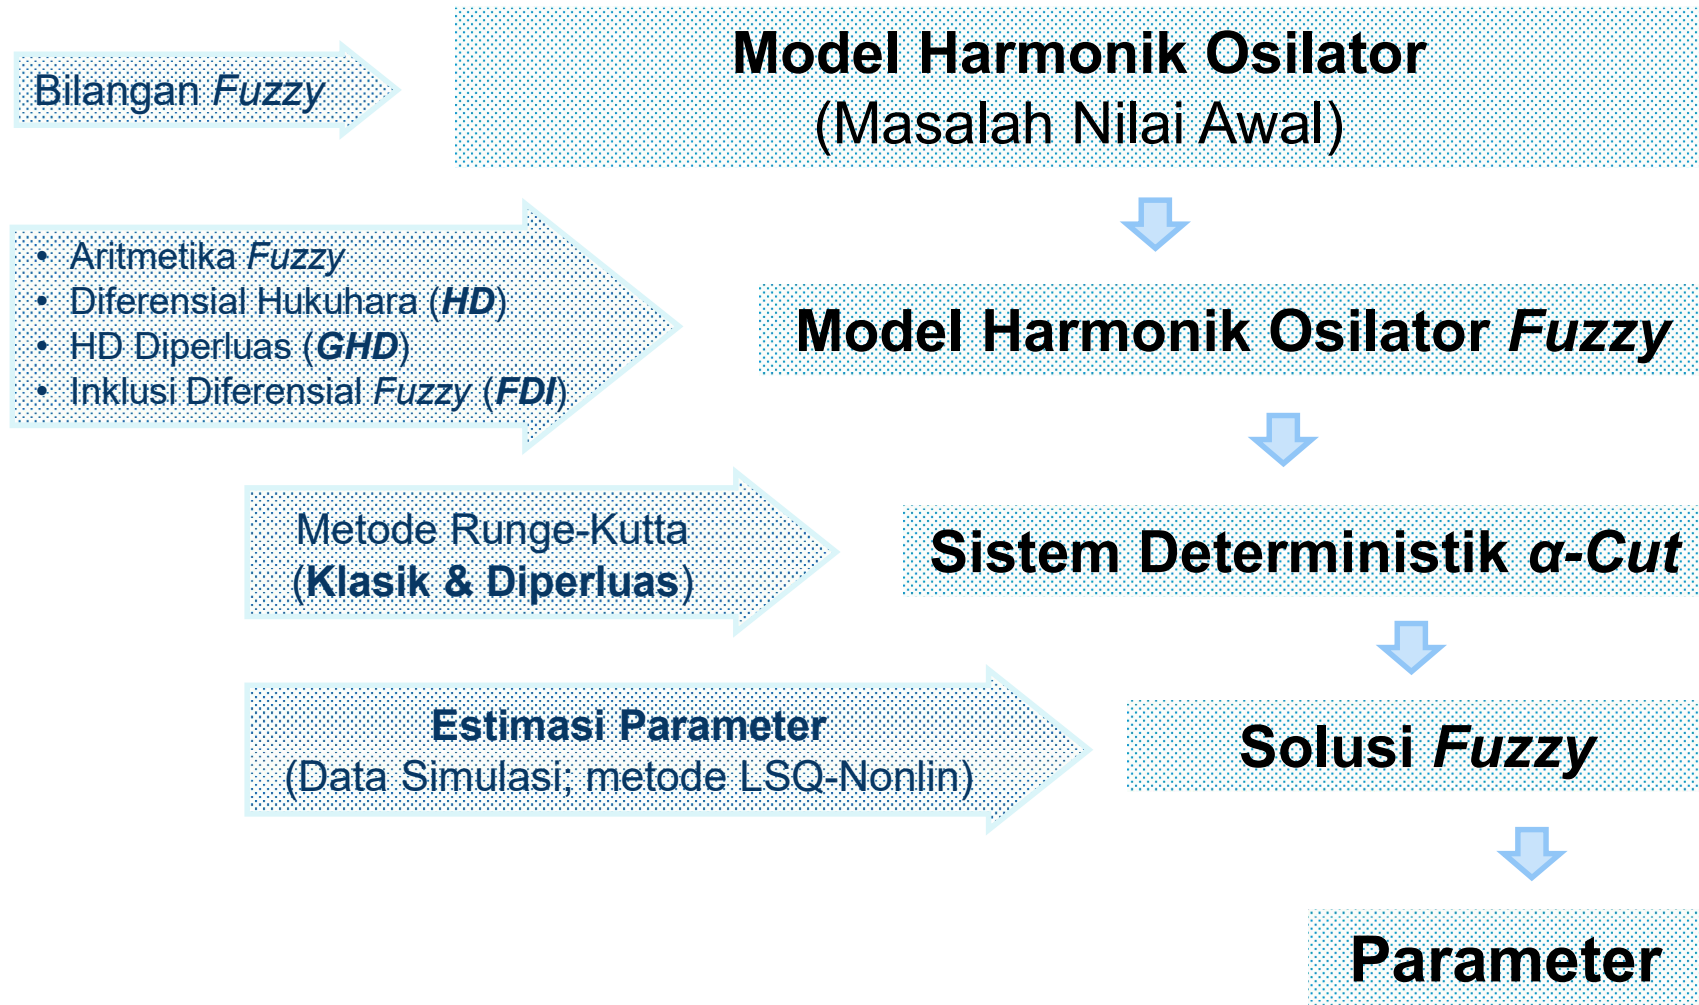 Model Harmonik Osilator
(Masalah Nilai Awal)
Bilangan Fuzzy
• Aritmetika Fuzzy
• Diferensial Hukuhara (HD)
• HD Diperluas (GHD)
• Inklusi Diferensial Fuzzy (FDI)
Model Harmonik Osilator Fuzzy
Metode Runge-Kutta
(Klasik & Diperluas)
Sistem Deterministik α-Cut
Estimasi Parameter
(Data Simulasi; metode LSQ-Nonlin)
Solusi Fuzzy
Parameter